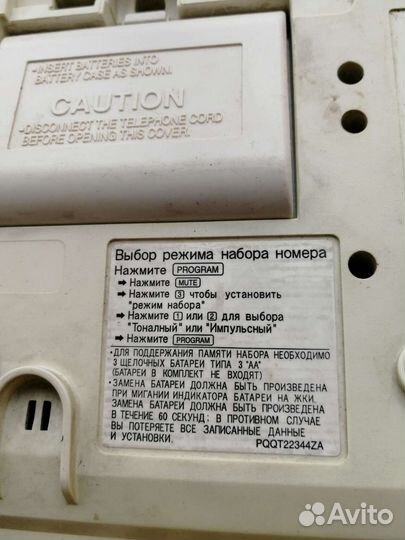 •INSERT BATTERIES INTO
BATTERY CASE AS SHOWN.
CAUTION
•DISCONNECT THE TELEPHONE CORD
BEFORE OPENING THIS COVER.
Выбор режима набора номера
Нажмите PROGRAM
➡ Нажмите MUTE
➡ Нажмите 3 чтобы установить
"режим набора"
➡ Нажмите 1 или 2 для выбора
"Тоналный" или "Импульсный"
➡ Нажмите PROGRAM
•ДЛЯ ПОДДЕРЖАНИЯ ПАМЯТИ НАБОРА НЕОБХОДИМО
3 ЩЕЛОЧНЫХ БАТАРЕИ ТИПА 3 "АА"
(БАТАРЕИ В КОМПЛЕКТ НЕ ВХОДЯТ)
•ЗАМЕНА БАТАРЕИ ДОЛЖНА БЫТЬ ПРОИЗВЕДЕНА
ПРИ МИГАНИИ ИНДИКАТОРА БАТАРЕИ НА ЖКИ.
ЗАМЕНА БАТАРЕИ ДОЛЖНА БЫТЬ ПРОИЗВЕДЕНА
В ТЕЧЕНИЕ 60 СЕКУНД; В ПРОТИВНОМ СЛУЧАЕ
ВЫ ПОТЕРЯЕТЕ ВСЕ ЗАПИСАННЫЕ ДАННЫЕ
И УСТАНОВКИ.
PQQT22344ZA
Avito